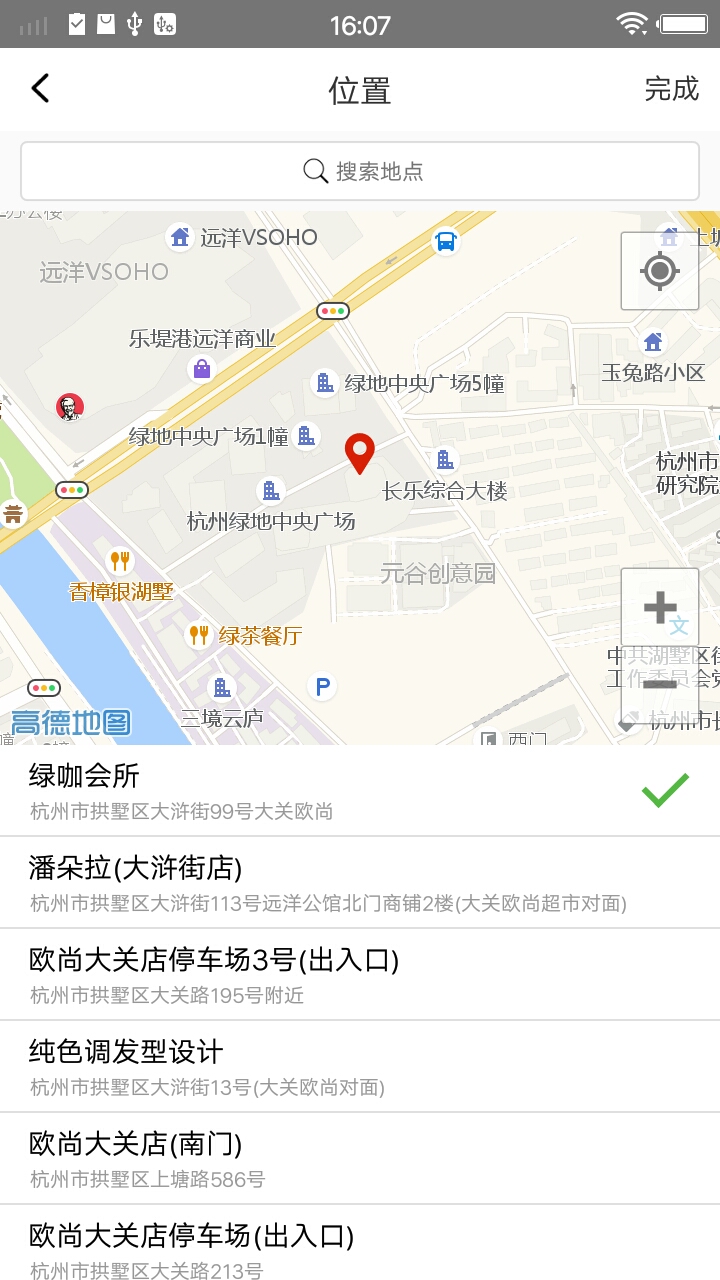 16:07
位置
完成
搜索地点
远洋VSOHO
远洋VSOHO
乐堤港远洋商业
玉兔路小区
绿地中央广场5幢
绿地中央广场1幢
杭州市
研究院
长乐综合大楼
杭州绿地中央广场
元谷创意园
香樟银湖墅
文
绿茶餐厅
中共湖墅区街
工作委员会党
P
三境云庐
高德地图
杭州市长
西门
绿咖会所
杭州市拱墅区大浒街99号大关欧尚
潘朵拉(大浒街店)
杭州市拱墅区大浒街113号远洋公馆北门商铺2楼(大关欧尚超市对面)
欧尚大关店停车场3号(出入口)
杭州市拱墅区大关路195号附近
纯色调发型设计
杭州市拱墅区大浒街13号(大关欧尚对面)
欧尚大关店(南门)
杭州市拱墅区上塘路586号
欧尚大关店停车场(出入口)
杭州市拱墅区大关路213号